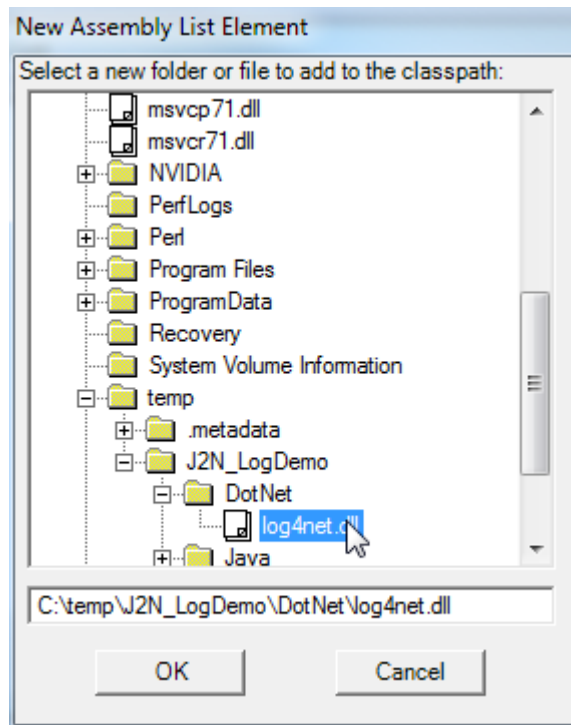 New Assembly List Element
Select a new folder or file to add to the classpath:
msvcp71.dll
msvcr71.dll
NVIDIA
PerfLogs
Perl
Program Files
ProgramData
Recovery
System Volume Information
temp
.metadata
J2N_LogDemo
DotNet
log4net.dll
Java
C:\temp\J2N_LogDemo\DotNet\log4net.dll
OK Cancel